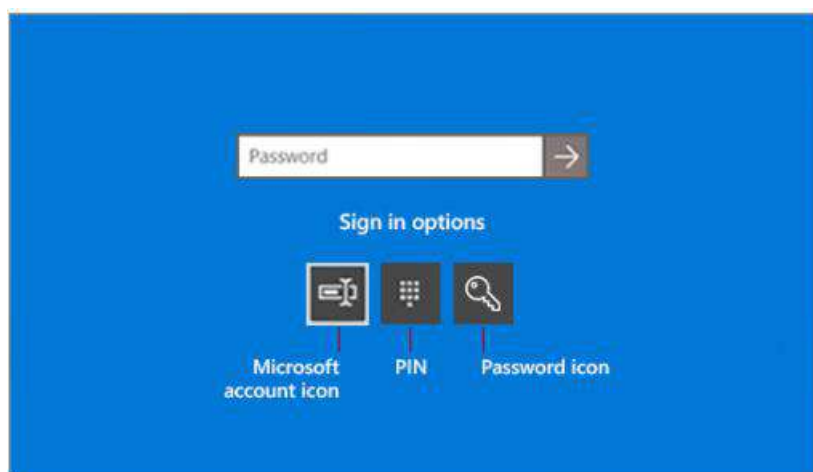 Password
Sign in options
Microsoft
account icon
PIN
Password icon